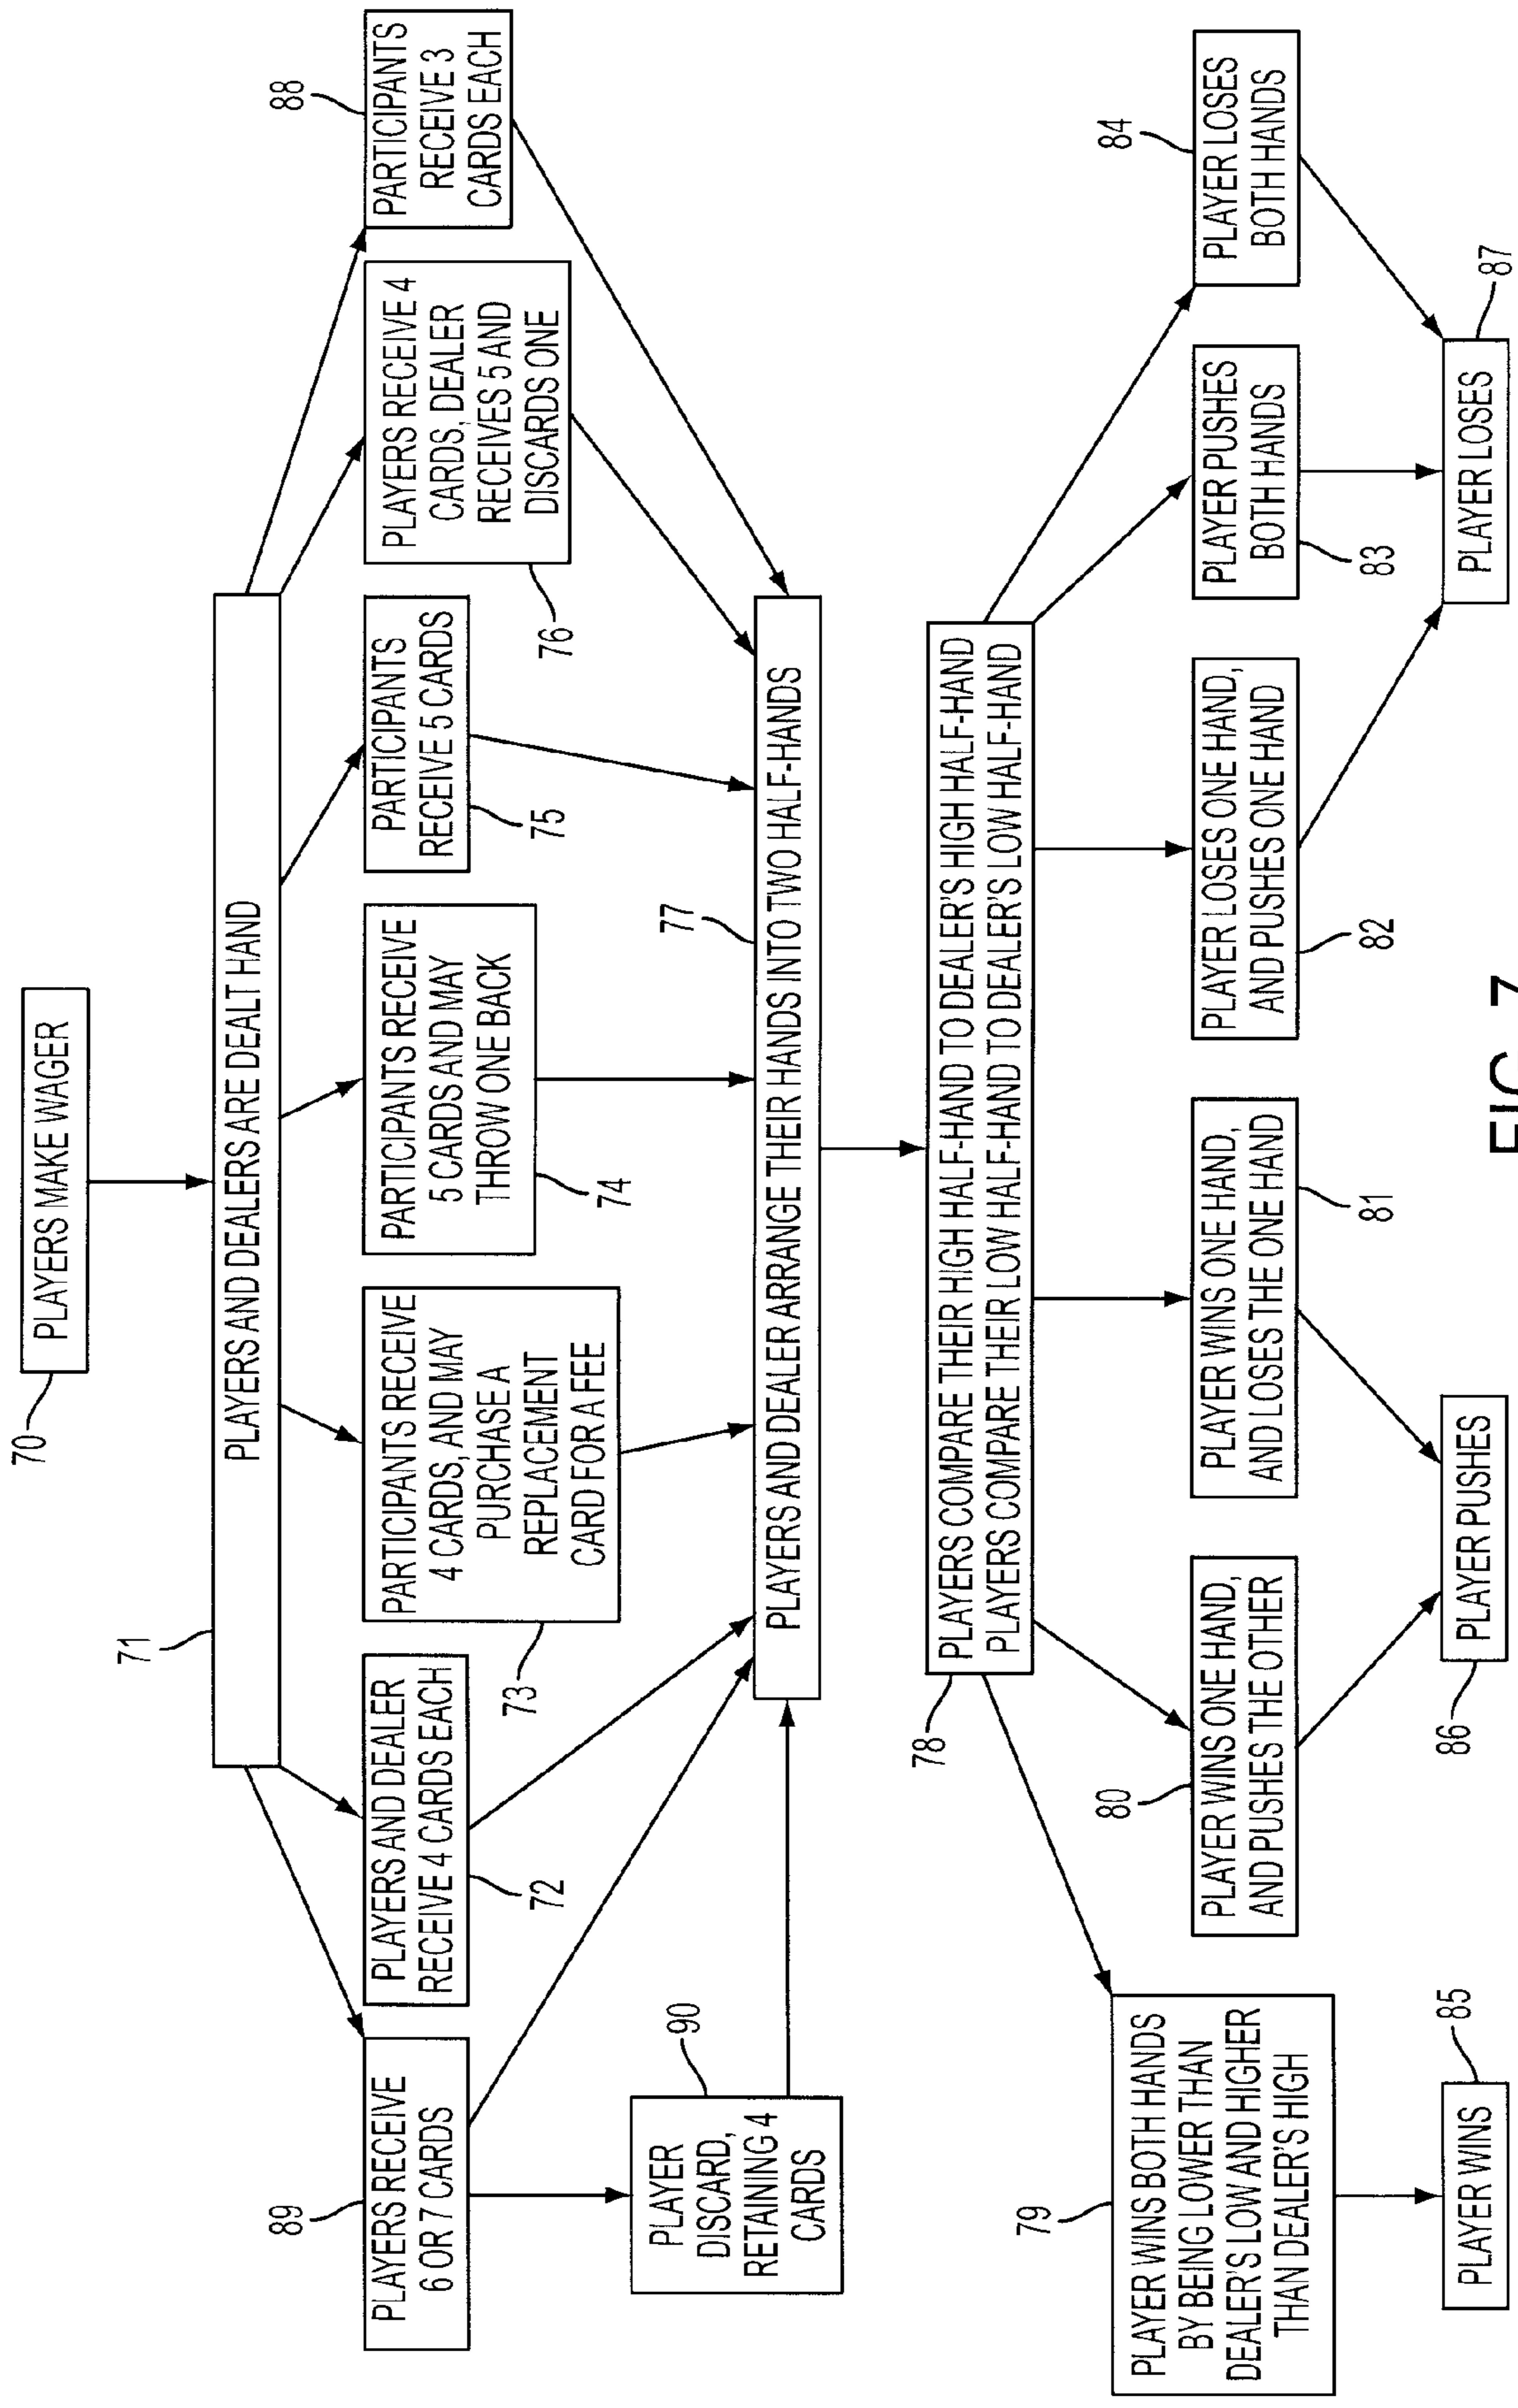 70
PLAYERS MAKE WAGER
71
PLAYERS AND DEALERS ARE DEALT HAND
89
PLAYERS RECEIVE
6 OR 7 CARDS
PLAYERS AND DEALER
RECEIVE 4 CARDS EACH
72
PARTICIPANTS RECEIVE
4 CARDS, AND MAY
PURCHASE A
REPLACEMENT
CARD FOR A FEE
73
PARTICIPANTS RECEIVE
5 CARDS AND MAY
THROW ONE BACK
74
PARTICIPANTS
RECEIVE 5 CARDS
75
PLAYERS RECEIVE 4
CARDS, DEALER
RECEIVES 5 AND
DISCARDS ONE
76
88
PARTICIPANTS
RECEIVE 3
CARDS EACH
90
PLAYER
DISCARD,
RETAINING 4
CARDS
77
PLAYERS AND DEALER ARRANGE THEIR HANDS INTO TWO HALF-HANDS
78
PLAYERS COMPARE THEIR HIGH HALF-HAND TO DEALER'S HIGH HALF-HAND
PLAYERS COMPARE THEIR LOW HALF-HAND TO DEALER'S LOW HALF-HAND
79
PLAYER WINS BOTH HANDS
BY BEING LOWER THAN
DEALER'S LOW AND HIGHER
THAN DEALER'S HIGH
80
PLAYER WINS ONE HAND,
AND PUSHES THE OTHER
PLAYER WINS ONE HAND,
AND LOSES THE ONE HAND
81
PLAYER LOSES ONE HAND,
AND PUSHES ONE HAND
82
PLAYER PUSHES
BOTH HANDS
83
84
PLAYER LOSES
BOTH HANDS
85
PLAYER WINS
86
PLAYER PUSHES
87
PLAYER LOSES
FIG. 7